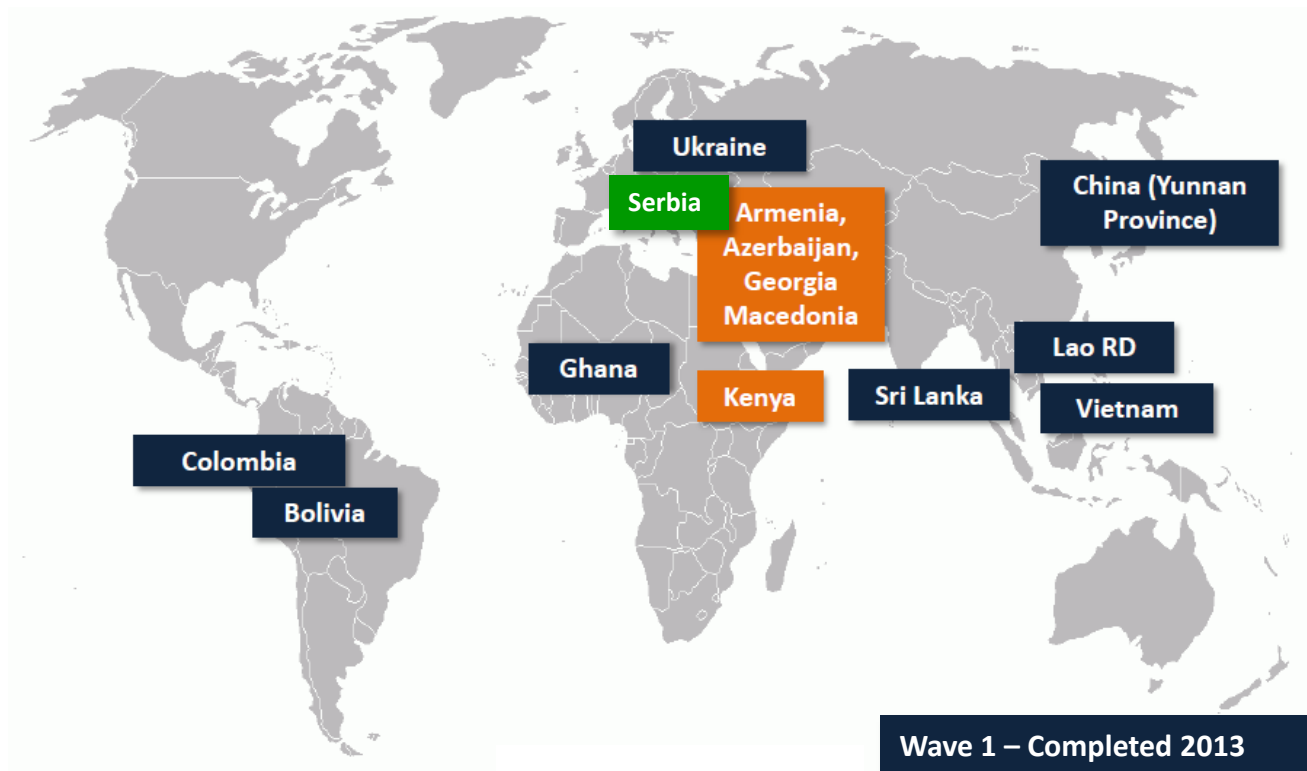 Ukraine
Serbia
Armenia,
Azerbaijan,
Georgia
Macedonia
China (Yunnan
Province)
Ghana
Kenya
Sri Lanka
Lao RD
Vietnam
Colombia
Bolivia
Wave 1 – Completed 2013